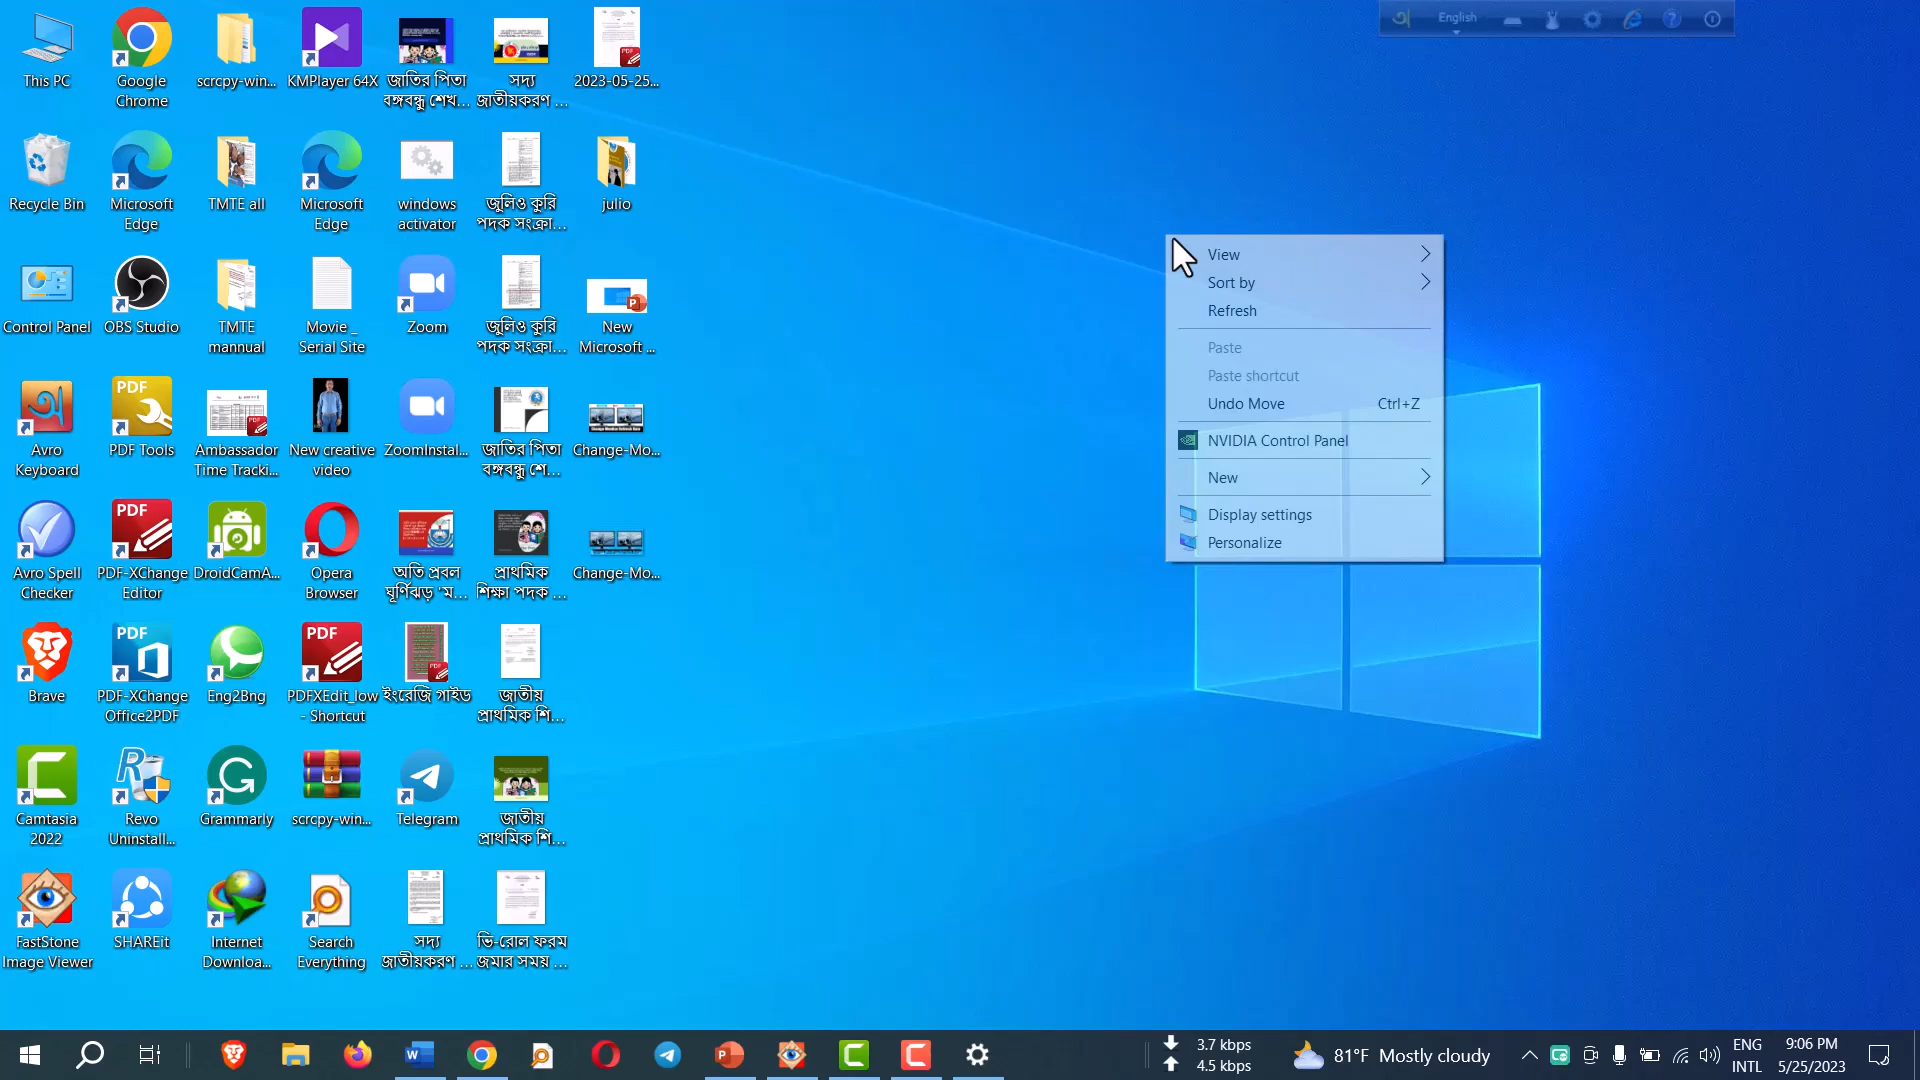 This PC
Google
Chrome
scrcpy-win...
KMPlayer 64X
জাতির পিতা
বঙ্গবন্ধু শেখ...
সদ্য
জাতীয়করণ ...
2023-05-25...
English
Recycle Bin
Microsoft
Edge
TMTE all
Microsoft
Edge
windows
activator
জুলিও কুরি
পদক সংক্রা...
julio
Control Panel
OBS Studio
TMTE
mannual
Movie _
Serial Site
Zoom
জুলিও কুরি
পদক সংক্রা...
New
Microsoft ...
Avro
Keyboard
PDF
PDF Tools
Ambassador
Time Tracki...
New creative
video
ZoomInstal...
জাতির পিতা
বঙ্গবন্ধু শে...
Change-Mo...
Avro Spell
Checker
PDF
PDF-XChange
Editor
DroidCamA...
Opera
Browser
অতি প্রবল
ঘূর্ণিঝড় 'ম...
প্রাথমিক
শিক্ষা পদক ...
Change-Mo...
Brave
PDF
PDF-XChange
Office2PDF
Eng2Bng
PDF
PDFXEdit_low
- Shortcut
ইংরেজি গাইড
জাতীয়
প্রাথমিক শি...
Camtasia
2022
Revo
Uninstall...
Grammarly
scrcpy-win...
Telegram
জাতীয়
প্রাথমিক শি...
FastStone
Image Viewer
SHAREit
Internet
Downloa...
Search
Everything
সদ্য
জাতীয়করণ ...
ভি-রোল ফরম
জমার সময় ...
View
Sort by
Refresh
Paste
Paste shortcut
Undo Move Ctrl+Z
NVIDIA Control Panel
New
Display settings
Personalize
3.7 kbps
4.5 kbps
81°F Mostly cloudy
ENG
INTL
9:06 PM
5/25/2023